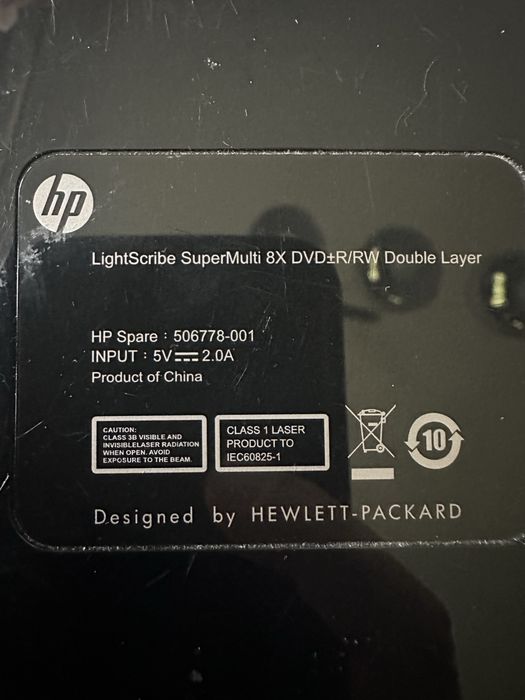 hp
LightScribe SuperMulti 8X DVD±R/RW Double Layer
HP Spare : 506778-001
INPUT : 5V⎓2.0A
Product of China
CAUTION:
CLASS 3B VISIBLE AND
INVISIBLELASER RADIATION
WHEN OPEN. AVOID
EXPOSURE TO THE BEAM.
CLASS 1 LASER
PRODUCT TO
IEC60825-1
10
Designed by HEWLETT-PACKARD